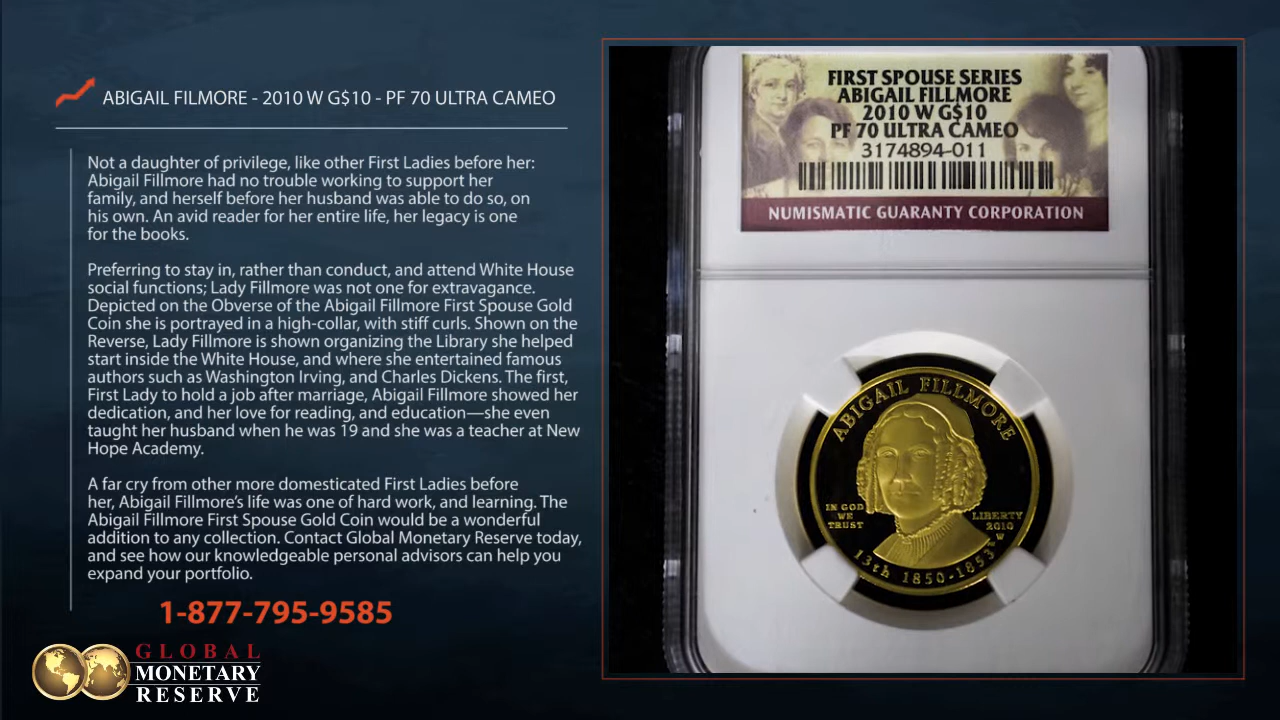 ABIGAIL FILMORE - 2010 W G$10 - PF 70 ULTRA CAMEO
Not a daughter of privilege, like other First Ladies before her:
Abigail Fillmore had no trouble working to support her
family, and herself before her husband was able to do so, on
his own. An avid reader for her entire life, her legacy is one
for the books.
Preferring to stay in, rather than conduct, and attend White House
social functions; Lady Fillmore was not one for extravagance.
Depicted on the Obverse of the Abigail Fillmore First Spouse Gold
Coin she is portrayed in a high-collar, with stiff curls. Shown on the
Reverse, Lady Fillmore is shown organizing the Library she helped
start inside the White House, and where she entertained famous
authors such as Washington Irving, and Charles Dickens. The first,
First Lady to hold a job after marriage, Abigail Fillmore showed her
dedication, and her love for reading, and education—she even
taught her husband when he was 19 and she was a teacher at New
Hope Academy.
A far cry from other more domesticated First Ladies before
her, Abigail Fillmore's life was one of hard work, and learning. The
Abigail Fillmore First Spouse Gold Coin would be a wonderful
addition to any collection. Contact Global Monetary Reserve today,
and see how our knowledgeable personal advisors can help you
expand your portfolio.
1-877-795-9585
GLOBAL
MONETARY
RESERVE
FIRST SPOUSE SERIES
ABIGAIL FILLMORE
2010 W G$10
PF 70 ULTRA CAMEO
3174894-011
NUMISMATIC GUARANTY CORPORATION
ABIGAIL FILLMORE
IN GOD
WE
TRUST
LIBERTY
2010
W
13th 1850-1853